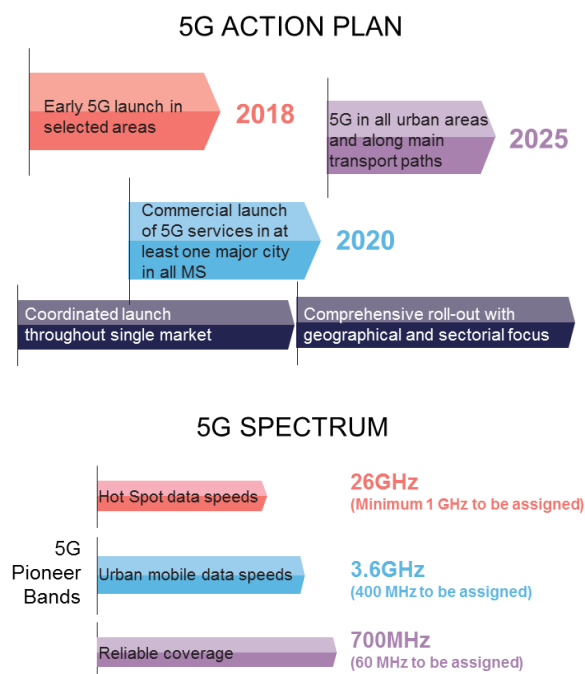 5G ACTION PLAN
Early 5G launch in
selected areas
2018
5G in all urban areas
and along main
transport paths
2025
Commercial launch
of 5G services in at
least one major city
in all MS
2020
Coordinated launch
throughout single market
Comprehensive roll-out with
geographical and sectorial focus
5G SPECTRUM
5G
Pioneer
Bands
Hot Spot data speeds
26GHz
(Minimum 1 GHz to be assigned)
Urban mobile data speeds
3.6GHz
(400 MHz to be assigned)
Reliable coverage
700MHz
(60 MHz to be assigned)